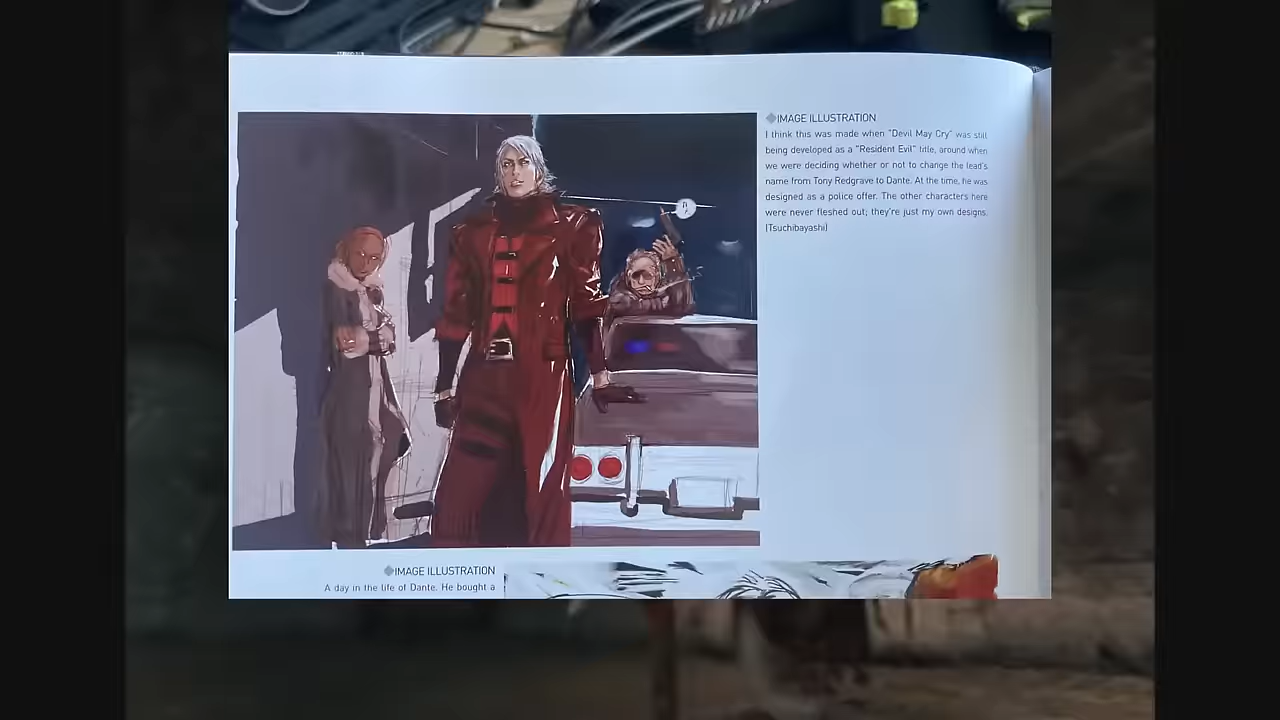 IMAGE ILLUSTRATION
I think this was made when "Devil May Cry" was still
being developed as a "Resident Evil" title, around when
we were deciding whether or not to change the lead's
name from Tony Redgrave to Dante. At the time, he was
designed as a police offer. The other characters here
were never fleshed out; they're just my own designs.
(Tsuchibayashi)
IMAGE ILLUSTRATION
A day in the life of Dante. He bought a